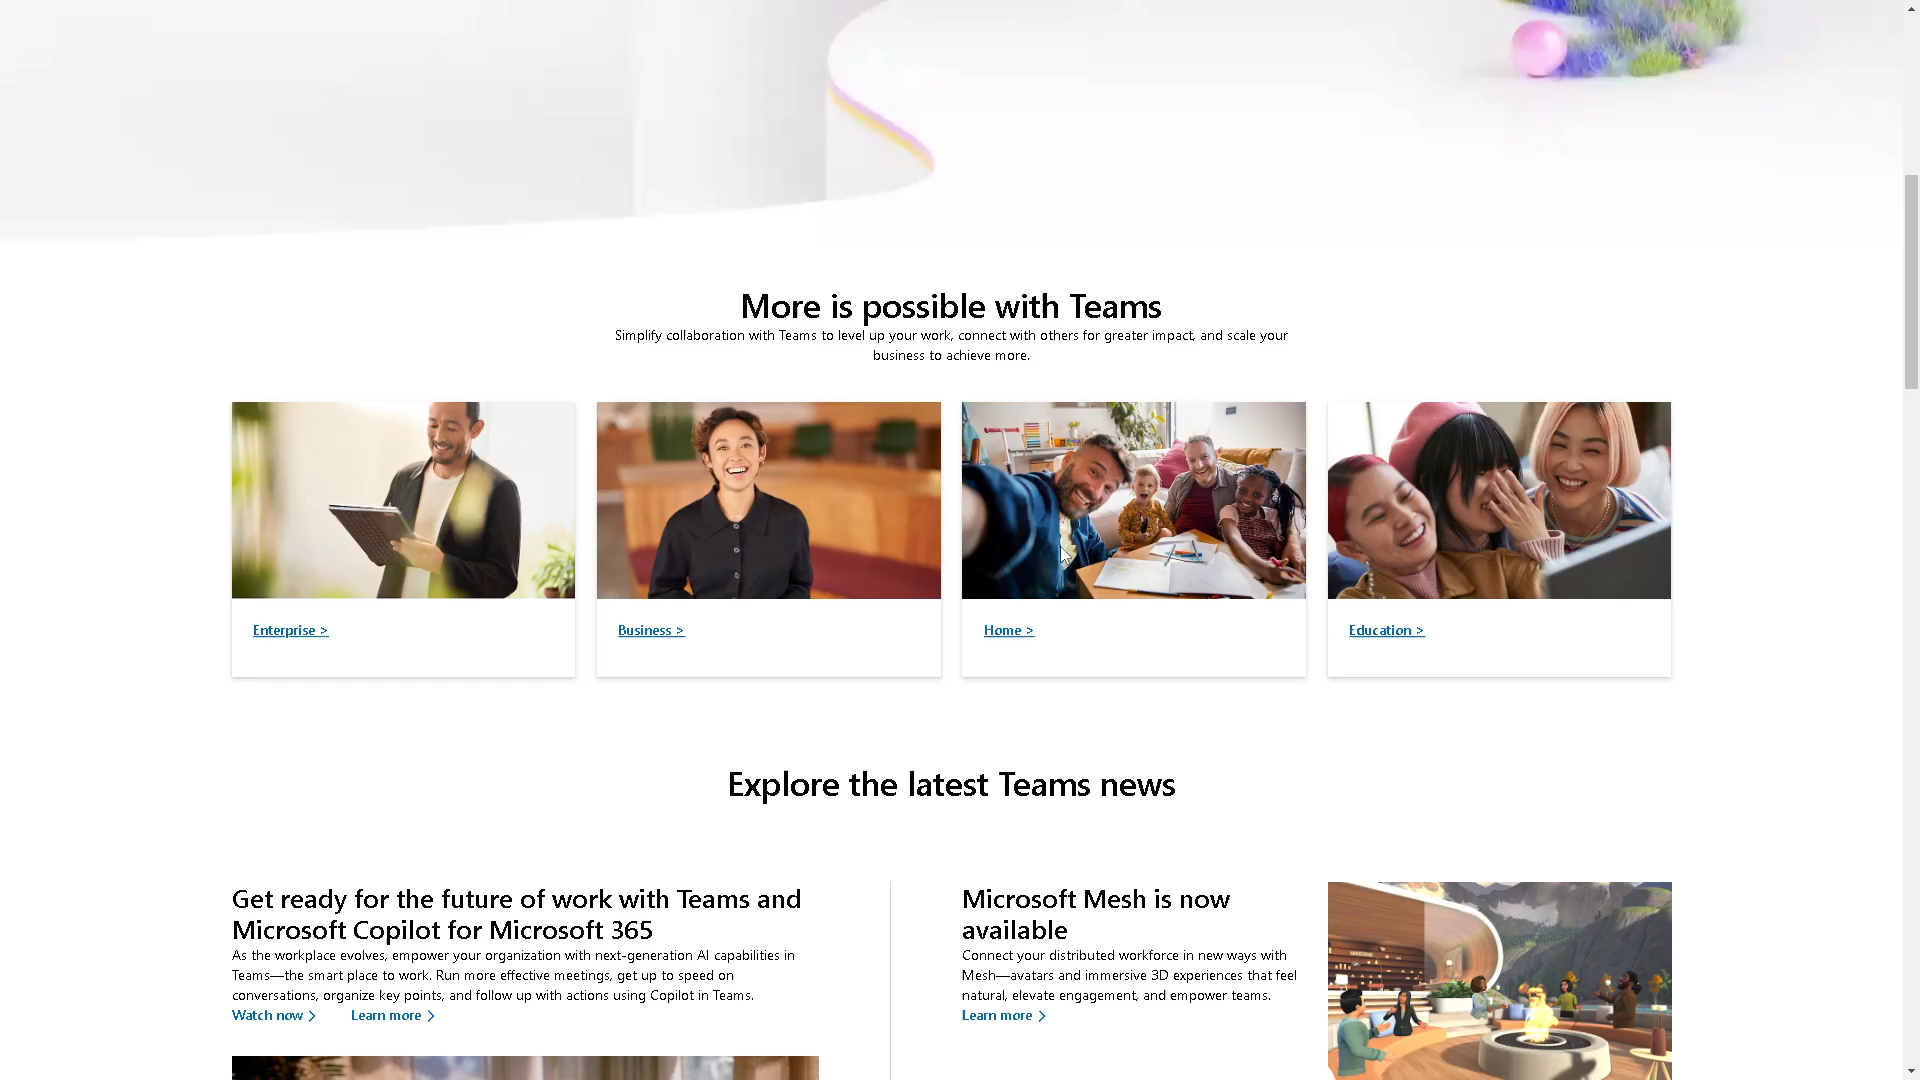 More is possible with Teams
Simplify collaboration with Teams to level up your work, connect with others for greater impact, and scale your
business to achieve more.
Enterprise >
Business >
Home >
Education >
Explore the latest Teams news
Get ready for the future of work with Teams and
Microsoft Copilot for Microsoft 365
As the workplace evolves, empower your organization with next-generation AI capabilities in
Teams—the smart place to work. Run more effective meetings, get up to speed on
conversations, organize key points, and follow up with actions using Copilot in Teams.
Watch now >
Learn more >
Microsoft Mesh is now
available
Connect your distributed workforce in new ways with
Mesh—avatars and immersive 3D experiences that feel
natural, elevate engagement, and empower teams.
Learn more >